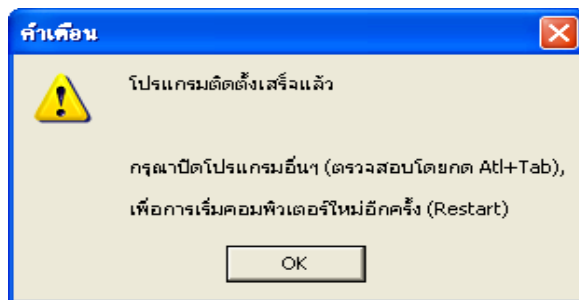 คำเตือน
โปรแกรมติดตั้งเสร็จแล้ว
กรุณาปิดโปรแกรมอื่นๆ (ตรวจสอบโดยกด Atl+Tab),
เพื่อการเริ่มคอมพิวเตอร์ใหม่อีกครั้ง (Restart)
OK